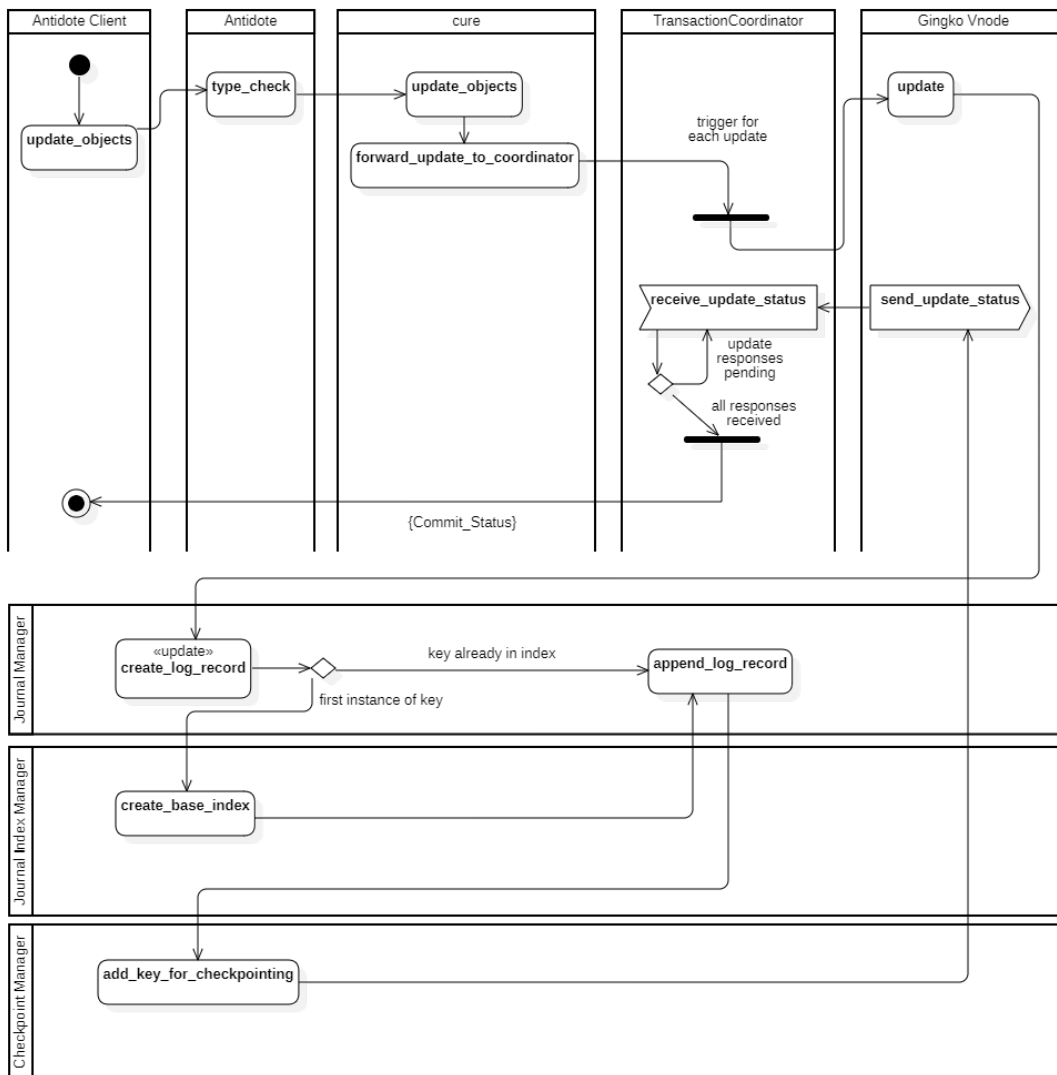 Antidote Client
Antidote
cure
TransactionCoordinator
Gingko Vnode
update_objects
type_check
update_objects
forward_update_to_coordinator
trigger for
each update
update
receive_update_status
send_update_status
update
responses
pending
all responses
received
{Commit_Status}
Journal Manager
«update»
create_log_record
key already in index
append_log_record
first instance of key
Journal Index Manager
create_base_index
Checkpoint Manager
add_key_for_checkpointing